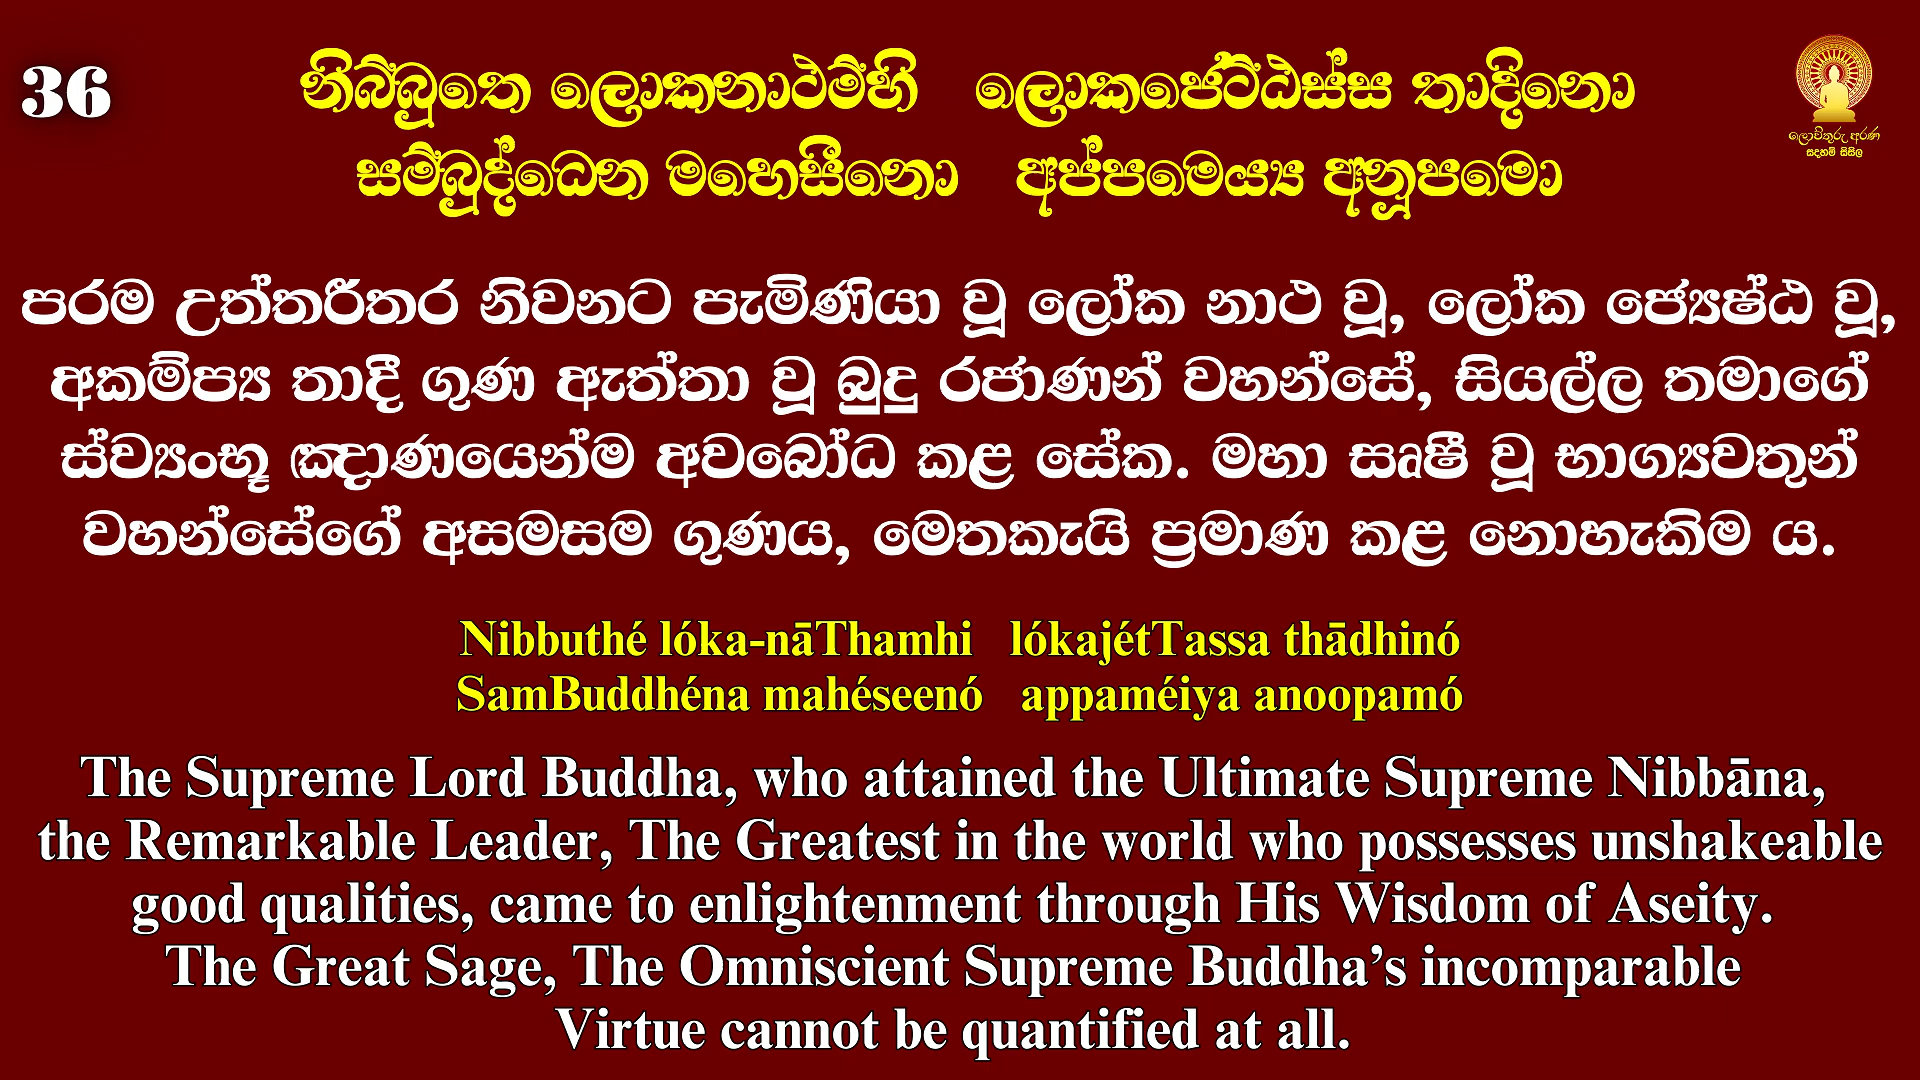 36
නිබ්බූතෙ ලොකනාථම්හි ලොකජෙට්ඨස්ස තාදිනො
සම්බූද්ධෙන මහෙසීනො අප්පමෙය්‍ය අනූපමො
ලොවිතුරු අරණ
සදහම් සිසිල
පරම උත්තරීතර නිවනට පැමිණියා වූ ලෝක නාථ වූ, ලෝක ජ්‍යෙෂ්ඨ වූ,
අකම්ප්‍ය තාදී ගුණ ඇත්තා වූ බුදු රජාණන් වහන්සේ, සියල්ල තමාගේ
ස්ව්‍යංභූ ඤාණයෙන්ම අවබෝධ කළ සේක. මහා සෘෂී වූ භාග්‍යවතුන්
වහන්සේගේ අසමසම ගුණය, මෙතකැයි ප්‍රමාණ කළ නොහැකිම ය.
Nibbuthé lóka-nāThamhi lókajétTassa thādhinó
SamBuddhéna mahéseenó appaméiya anoopamó
The Supreme Lord Buddha, who attained the Ultimate Supreme Nibbāna,
the Remarkable Leader, The Greatest in the world who possesses unshakeable
good qualities, came to enlightenment through His Wisdom of Aseity.
The Great Sage, The Omniscient Supreme Buddha’s incomparable
Virtue cannot be quantified at all.